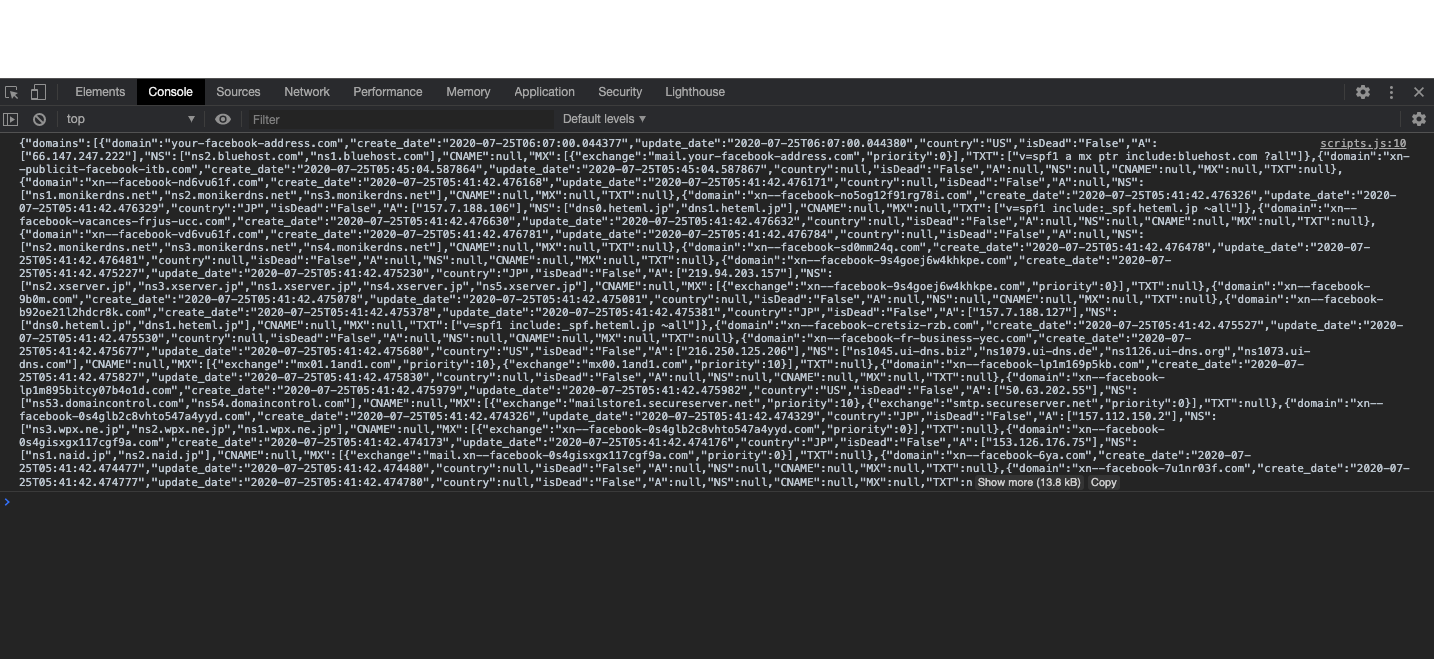 Elements Console Sources Network Performance Memory Application Security Lighthouse
top Filter Default levels
{"domains":[{"domain":"your-facebook-address.com","create_date":"2020-07-25T06:07:00.044377","update_date":"2020-07-25T06:07:00.044380","country":"US","isDead":"False","A": scripts.js:10
["66.147.247.222"],"NS":["ns2.bluehost.com","ns1.bluehost.com"],"CNAME":null,"MX":[{"exchange":"mail.your-facebook-address.com","priority":0}],"TXT":["v=spf1 a mx ptr include:bluehost.com ?all"]},{"domain":"xn-
-publicit-facebook-itb.com","create_date":"2020-07-25T05:45:04.587864","update_date":"2020-07-25T05:45:04.587867","country":null,"isDead":"False","A":null,"NS":null,"CNAME":null,"MX":null,"TXT":null},
{"domain":"xn--facebook-nd6vu61f.com","create_date":"2020-07-25T05:41:42.476168","update_date":"2020-07-25T05:41:42.476171","country":null,"isDead":"False","A":null,"NS":
["ns1.monikerdns.net","ns2.monikerdns.net","ns3.monikerdns.net"],"CNAME":null,"MX":null,"TXT":null},{"domain":"xn--facebook-no5og12f91rg78i.com","create_date":"2020-07-25T05:41:42.476326","update_date":"2020-
07-25T05:41:42.476329","country":"JP","isDead":"False","A":["157.7.188.106"],"NS":["dns0.heteml.jp","dns1.heteml.jp"],"CNAME":null,"MX":null,"TXT":["v=spf1 include:_spf.heteml.jp ~all"]},{"domain":"xn--
facebook-vacances-frjus-ucc.com","create_date":"2020-07-25T05:41:42.476630","update_date":"2020-07-25T05:41:42.476632","country":null,"isDead":"False","A":null,"NS":null,"CNAME":null,"MX":null,"TXT":null},
{"domain":"xn--facebook-vd6vu61f.com","create_date":"2020-07-25T05:41:42.476781","update_date":"2020-07-25T05:41:42.476784","country":null,"isDead":"False","A":null,"NS":
["ns2.monikerdns.net","ns3.monikerdns.net","ns4.monikerdns.net"],"CNAME":null,"MX":null,"TXT":null},{"domain":"xn--facebook-sd0mm24q.com","create_date":"2020-07-25T05:41:42.476478","update_date":"2020-07-
25T05:41:42.476481","country":null,"isDead":"False","A":null,"NS":null,"CNAME":null,"MX":null,"TXT":null},{"domain":"xn--facebook-9s4goej6w4khkpe.com","create_date":"2020-07-
25T05:41:42.475227","update_date":"2020-07-25T05:41:42.475230","country":"JP","isDead":"False","A":["219.94.203.157"],"NS":
["ns2.xserver.jp","ns3.xserver.jp","ns1.xserver.jp","ns4.xserver.jp","ns5.xserver.jp"],"CNAME":null,"MX":[{"exchange":"xn--facebook-9s4goej6w4khkpe.com","priority":0}],"TXT":null},{"domain":"xn--facebook-
9b0m.com","create_date":"2020-07-25T05:41:42.475078","update_date":"2020-07-25T05:41:42.475081","country":null,"isDead":"False","A":null,"NS":null,"CNAME":null,"MX":null,"TXT":null},{"domain":"xn--facebook-
b92oe21l2hdcr8k.com","create_date":"2020-07-25T05:41:42.475378","update_date":"2020-07-25T05:41:42.475381","country":"JP","isDead":"False","A":["157.7.188.127"],"NS":
["dns0.heteml.jp","dns1.heteml.jp"],"CNAME":null,"MX":null,"TXT":["v=spf1 include:_spf.heteml.jp ~all"]},{"domain":"xn--facebook-cretsiz-rzb.com","create_date":"2020-07-25T05:41:42.475527","update_date":"2020-
07-25T05:41:42.475530","country":null,"isDead":"False","A":null,"NS":null,"CNAME":null,"MX":null,"TXT":null},{"domain":"xn--facebook-fr-business-yec.com","create_date":"2020-07-
25T05:41:42.475677","update_date":"2020-07-25T05:41:42.475680","country":"US","isDead":"False","A":["216.250.125.206"],"NS":["ns1045.ui-dns.biz","ns1079.ui-dns.de","ns1126.ui-dns.org","ns1073.ui-
dns.com"],"CNAME":null,"MX":[{"exchange":"mx01.1and1.com","priority":10},{"exchange":"mx00.1and1.com","priority":10}],"TXT":null},{"domain":"xn--facebook-lp1m169p5kb.com","create_date":"2020-07-
25T05:41:42.475827","update_date":"2020-07-25T05:41:42.475830","country":null,"isDead":"False","A":null,"NS":null,"CNAME":null,"MX":null,"TXT":null},{"domain":"xn--facebook-
lp1m895bitcy07b4o1d.com","create_date":"2020-07-25T05:41:42.475979","update_date":"2020-07-25T05:41:42.475982","country":"US","isDead":"False","A":["50.63.202.55"],"NS":
["ns53.domaincontrol.com","ns54.domaincontrol.com"],"CNAME":null,"MX":[{"exchange":"mailstore1.secureserver.net","priority":10},{"exchange":"smtp.secureserver.net","priority":0}],"TXT":null},{"domain":"xn--
facebook-0s4glb2c8vhto547a4yyd.com","create_date":"2020-07-25T05:41:42.474326","update_date":"2020-07-25T05:41:42.474329","country":"JP","isDead":"False","A":["157.112.150.2"],"NS":
["ns3.wpx.ne.jp","ns2.wpx.ne.jp","ns1.wpx.ne.jp"],"CNAME":null,"MX":[{"exchange":"xn--facebook-0s4glb2c8vhto547a4yyd.com","priority":0}],"TXT":null},{"domain":"xn--facebook-
0s4gisxgx117cgf9a.com","create_date":"2020-07-25T05:41:42.474173","update_date":"2020-07-25T05:41:42.474176","country":"JP","isDead":"False","A":["153.126.176.75"],"NS":
["ns1.naid.jp","ns2.naid.jp"],"CNAME":null,"MX":[{"exchange":"mail.xn--facebook-0s4gisxgx117cgf9a.com","priority":0}],"TXT":null},{"domain":"xn--facebook-6ya.com","create_date":"2020-07-
25T05:41:42.474477","update_date":"2020-07-25T05:41:42.474480","country":null,"isDead":"False","A":null,"NS":null,"CNAME":null,"MX":null,"TXT":null},{"domain":"xn--facebook-7u1nr03f.com","create_date":"2020-07-
25T05:41:42.474777","update_date":"2020-07-25T05:41:42.474780","country":null,"isDead":"False","A":null,"NS":null,"CNAME":null,"MX":null,"TXT":n Show more (13.8 kB) Copy